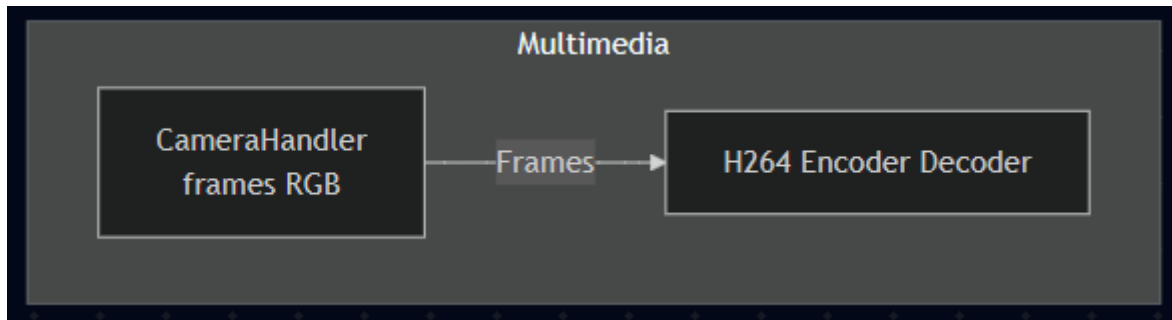 Multimedia
CameraHandler
frames RGB
Frames
H264 Encoder Decoder